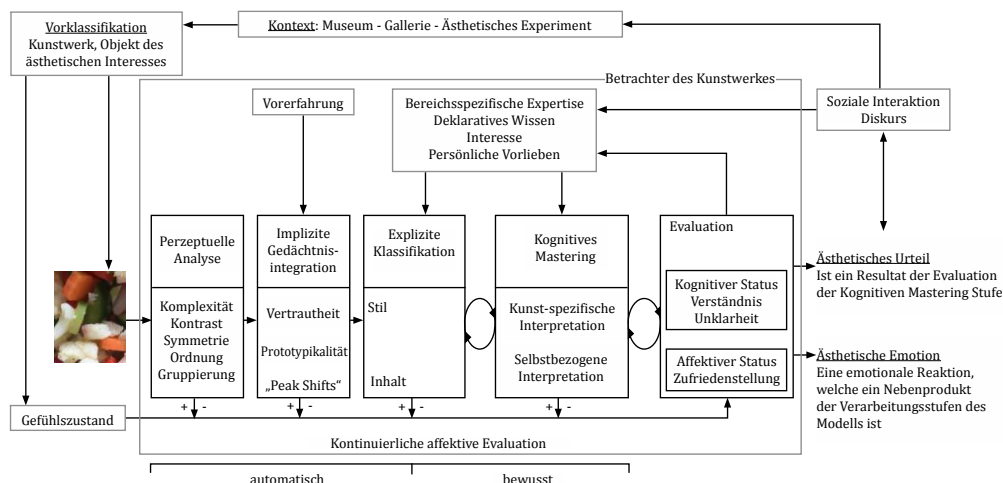 Vorklassifikation
Kunstwerk, Objekt des
ästhetischen Interesses
Kontext: Museum - Gallerie - Ästhetisches Experiment
Betrachter des Kunstwerkes
Vorerfahrung
Bereichsspezifische Expertise
Deklaratives Wissen
Interesse
Persönliche Vorlieben
Soziale Interaktion
Diskurs
Perzeptuelle
Analyse
Komplexität
Kontrast
Symmetrie
Ordnung
Gruppierung
Implizite
Gedächtnis-
integration
Vertrautheit
Prototypikalität
„Peak Shifts“
Explizite
Klassifikation
Stil
Inhalt
Kognitives
Mastering
Kunst-spezifische
Interpretation
Selbstbezogene
Interpretation
Evaluation
Kognitiver Status
Verständnis
Unklarheit
Affektiver Status
Zufriedenstellung
Ästhetisches Urteil
Ist ein Resultat der Evaluation
der Kognitiven Mastering Stufe
Ästhetische Emotion
Eine emotionale Reaktion,
welche ein Nebenprodukt
der Verarbeitungsstufen des
Modells ist
+ -
+ -
+ -
+ -
Gefühlszustand
Kontinuierliche affektive Evaluation
automatisch
bewusst